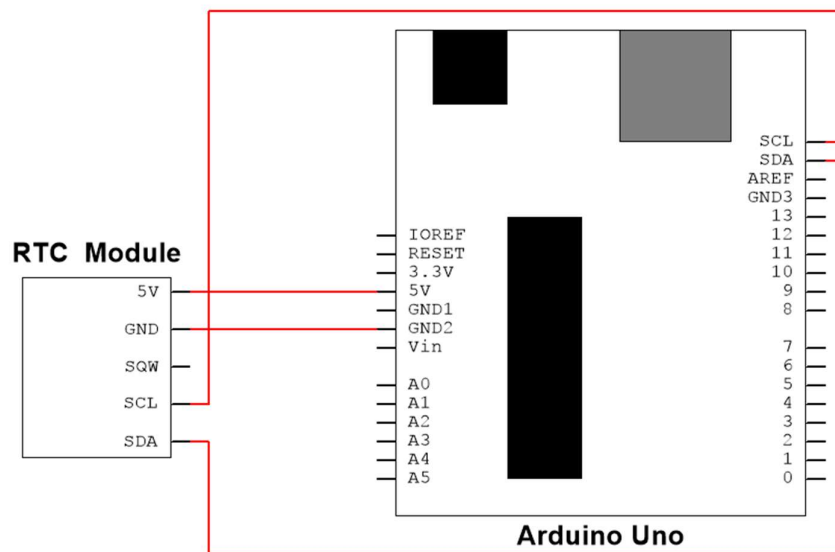 RTC Module
5V
GND
SQW
SCL
SDA
IOREF
RESET
3.3V
5V
GND1
GND2
Vin
A0
A1
A2
A3
A4
A5
SCL
SDA
AREF
GND3
13
12
11
10
9
8
7
6
5
4
3
2
1
0
Arduino Uno